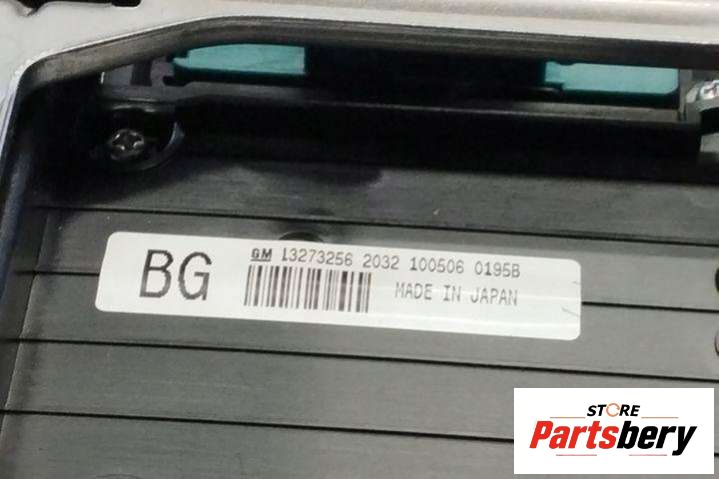 BG
GM 13273256 2032 100506 0195B
MADE IN JAPAN
STORE
Partsbery